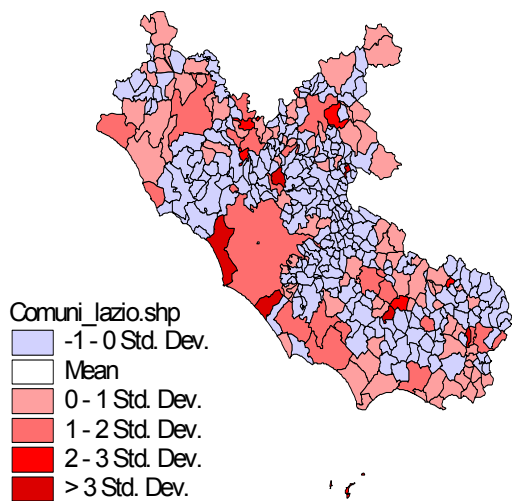 Comuni_lazio.shp
-1 - 0 Std. Dev.
Mean
0 - 1 Std. Dev.
1 - 2 Std. Dev.
2 - 3 Std. Dev.
> 3 Std. Dev.